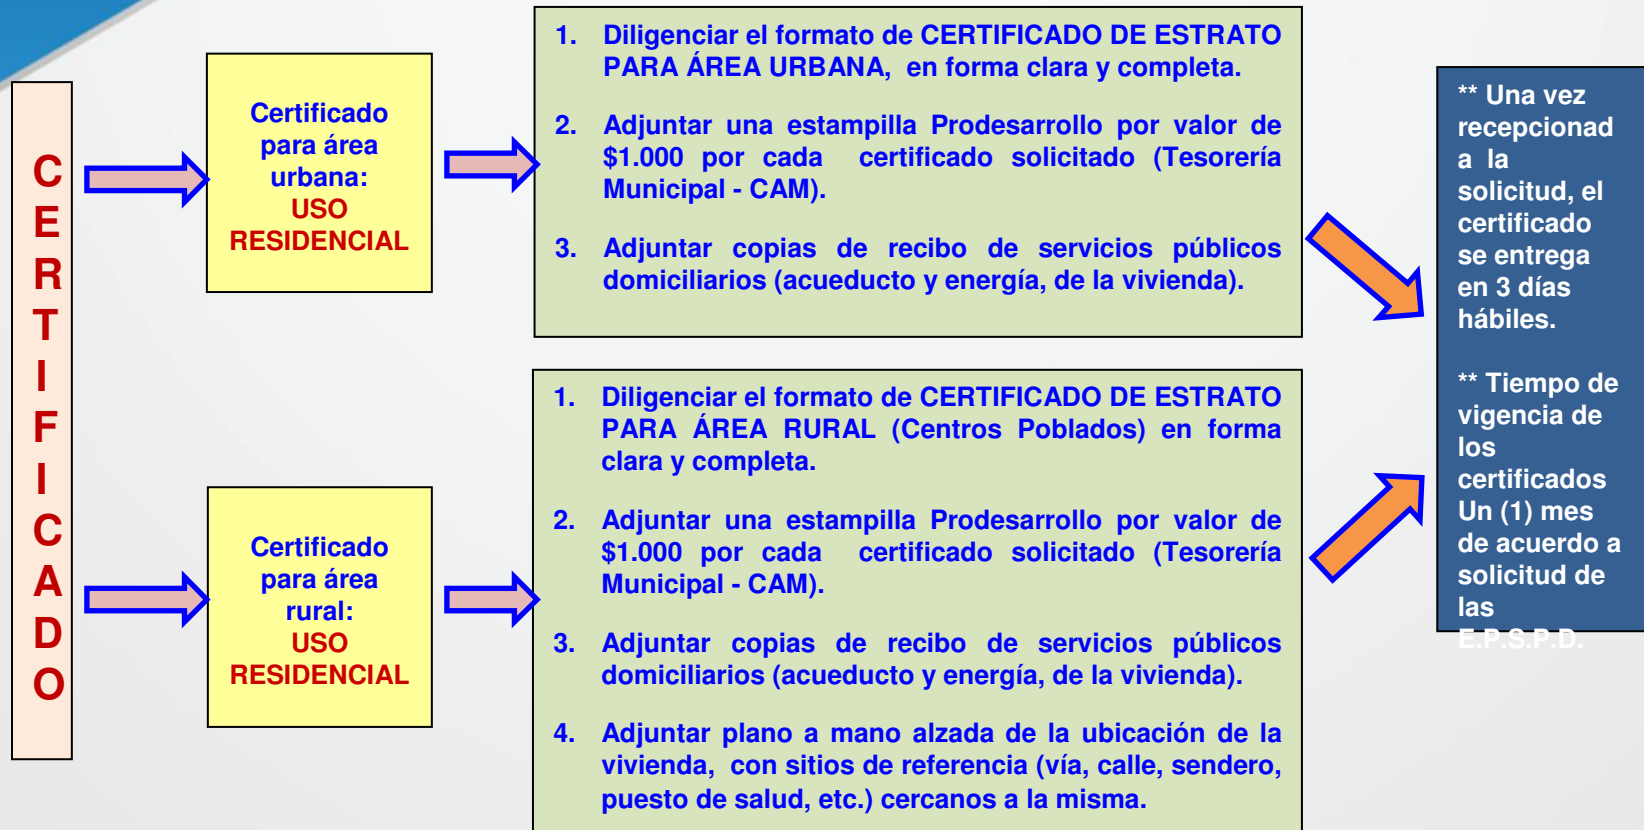 CERTIFICADO
Certificado
para área
urbana:
USO
RESIDENCIAL
1. Diligenciar el formato de CERTIFICADO DE ESTRATO
PARA ÁREA URBANA, en forma clara y completa.
2. Adjuntar una estampilla Prodesarrollo por valor de
$1.000 por cada certificado solicitado (Tesorería
Municipal - CAM).
3. Adjuntar copias de recibo de servicios públicos
domiciliarios (acueducto y energía, de la vivienda).
Certificado
para área
rural:
USO
RESIDENCIAL
1. Diligenciar el formato de CERTIFICADO DE ESTRATO
PARA ÁREA RURAL (Centros Poblados) en forma
clara y completa.
2. Adjuntar una estampilla Prodesarrollo por valor de
$1.000 por cada certificado solicitado (Tesorería
Municipal - CAM).
3. Adjuntar copias de recibo de servicios públicos
domiciliarios (acueducto y energía, de la vivienda).
4. Adjuntar plano a mano alzada de la ubicación de la
vivienda, con sitios de referencia (vía, calle, sendero,
puesto de salud, etc.) cercanos a la misma.
** Una vez
recepcionad
a la
solicitud, el
certificado
se entrega
en 3 días
hábiles.
** Tiempo de
vigencia de
los
certificados
Un (1) mes
de acuerdo a
solicitud de
las
E.P.S.P.D.